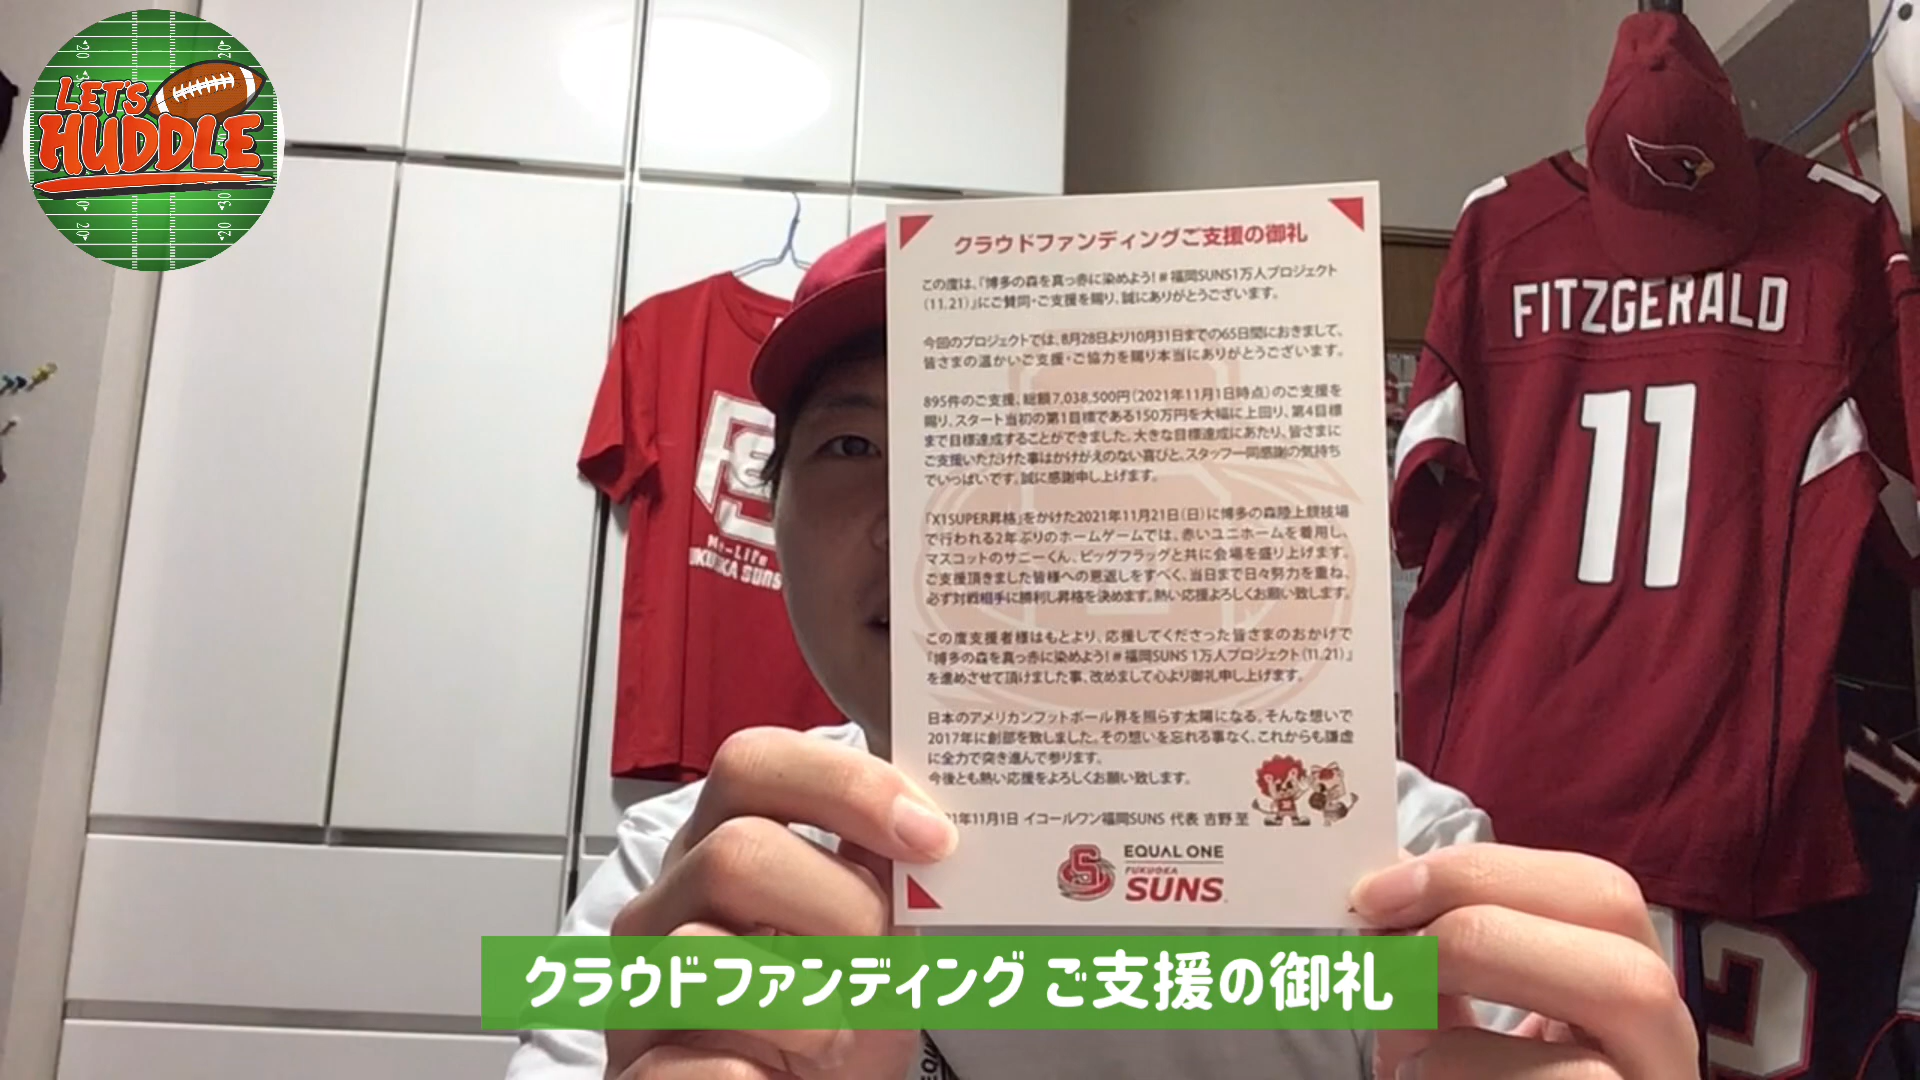 LET'S
HUDDLE
クラウドファンディングご支援の御礼
この度は、『博多の森を真っ赤に染めよう!#福岡SUNS1万人プロジェクト
(11.21)』にご賛同・ご支援を賜り、誠にありがとうございます。
今回のプロジェクトでは、8月28日より10月31日までの65日間におきまして、
皆さまの温かいご支援・ご協力を賜り本当にありがとうございます。
895件のご支援、総額7,038,500円(2021年11月1日時点)のご支援を
賜り、スタート当初の第1目標である150万円を大幅に上回り、第4目標
まで目標達成することができました。大きな目標達成にあたり、皆さまに
ご支援いただけた事はかけがえのない喜びと、スタッフ一同感謝の気持ち
でいっぱいです。誠に感謝申し上げます。
「X1SUPER昇格」をかけた2021年11月21日(日)に博多の森陸上競技場
で行われる2年ぶりのホームゲームでは、赤いユニホームを着用し、
マスコットのサニーくん、ビッグフラッグと共に会場を盛り上げます。
ご支援頂きました皆様への恩返しをすべく、当日まで日々努力を重ね、
必ず対戦相手に勝利し昇格を決めます。熱い応援よろしくお願い致します。
この度支援者様はもとより、応援してくださった皆さまのおかげで
『博多の森を真っ赤に染めよう!#福岡SUNS 1万人プロジェクト(11.21)』
を進めさせて頂けました事、改めまして心より御礼申し上げます。
日本のアメリカンフットボール界を照らす太陽になる。そんな想いで
2017年に創部を致しました。その想いを忘れる事なく、これからも謙虚
に全力で突き進んで参ります。
今後とも熱い応援をよろしくお願い致します。
21年11月1日 イコールワン福岡SUNS 代表 吉野 至
EQUAL ONE
FUKUOKA
SUNS
FITZGERALD
11
クラウドファンディング ご支援の御礼